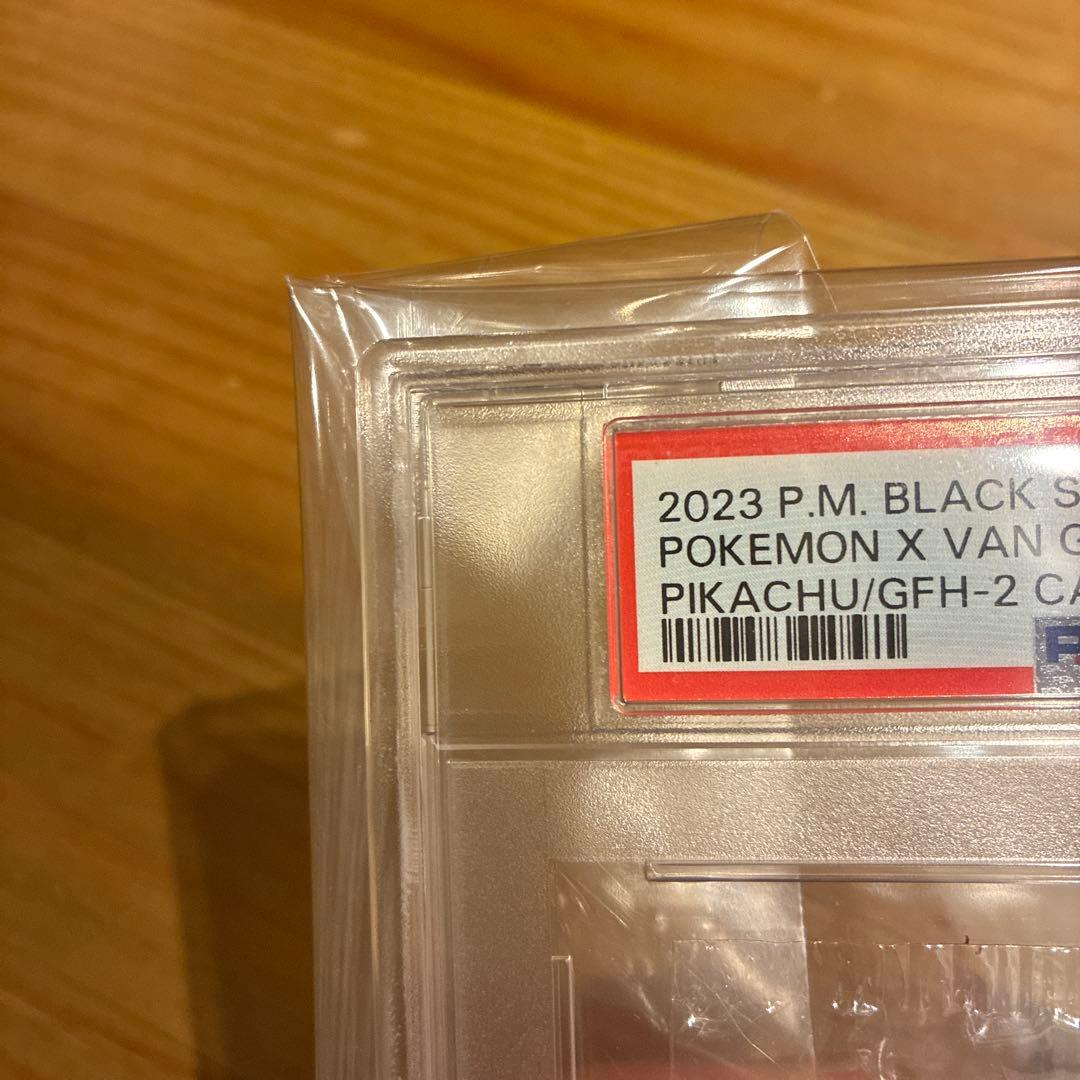 2023 P.M. BLACK S
POKEMON X VAN G
PIKACHU/GFH-2 CA
P